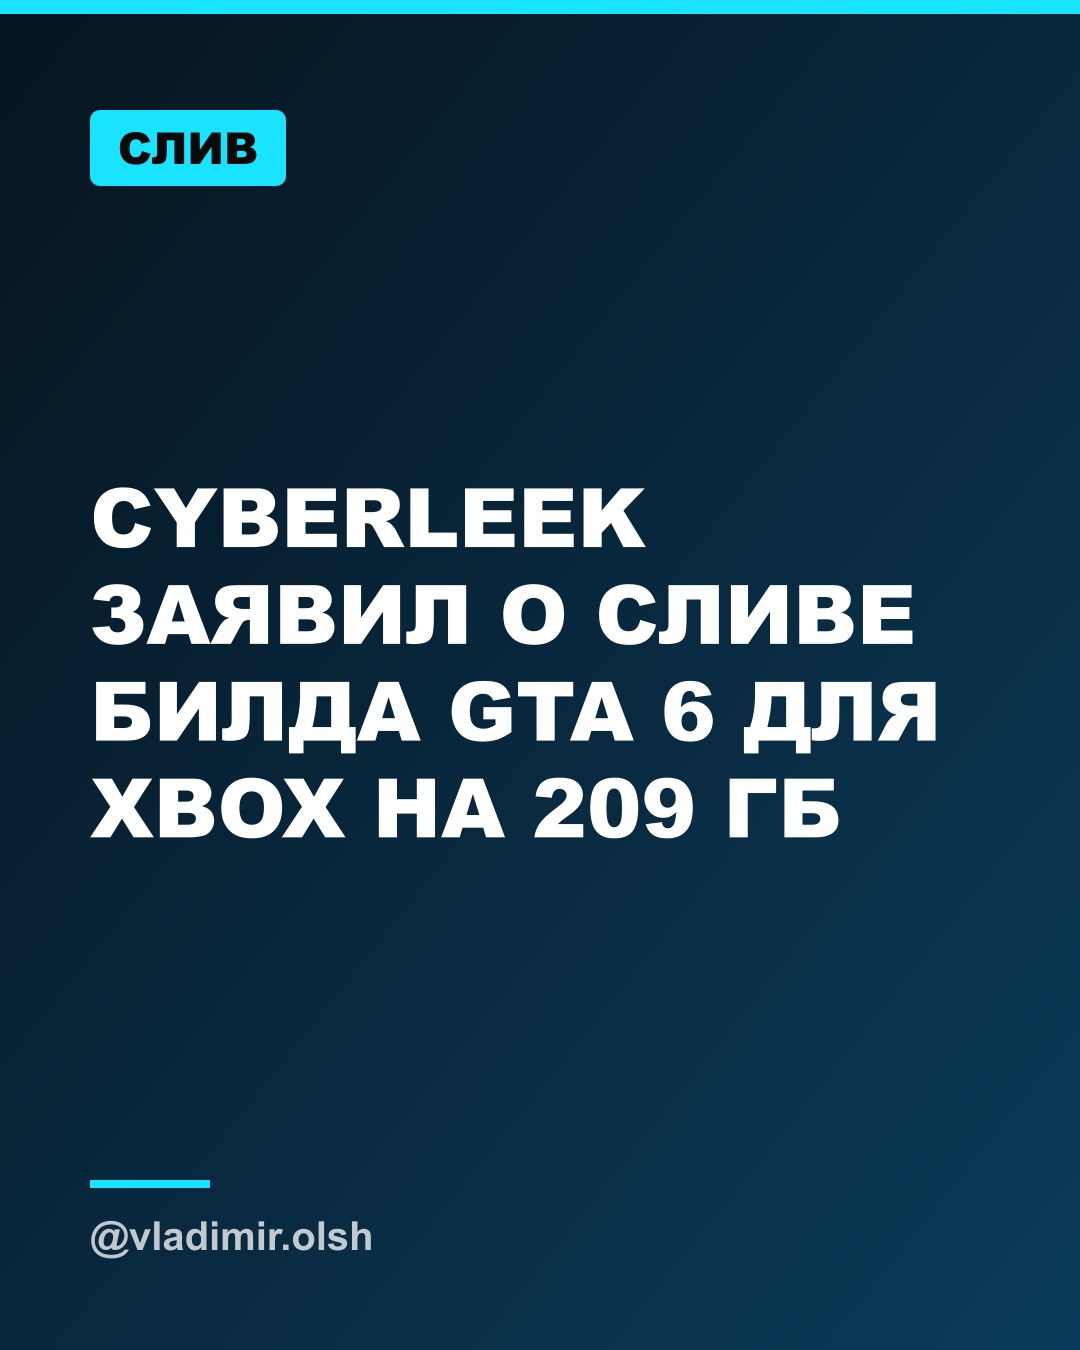 СЛИВ
CYBERLEEK
ЗАЯВИЛ О СЛИВЕ
БИЛДА GTA 6 ДЛЯ
XBOX НА 209 ГБ
@vladimir.olsh